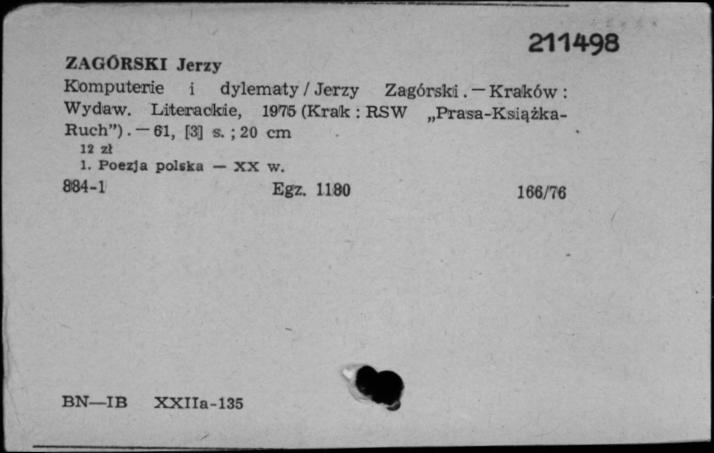 211498
ZAGÓRSKI Jerzy
Komputerie i dylematy / Jerzy Zagórski. — Kraków :
Wydaw. Literackie, 1975 (Krak : RSW „Prasa-Książka-
Ruch”). — 61, [3] s. ; 20 cm
12 zł
1. Poezja polska — XX w.
884-1 Egz. 1180 166/76
BN—IB XXIIa-135